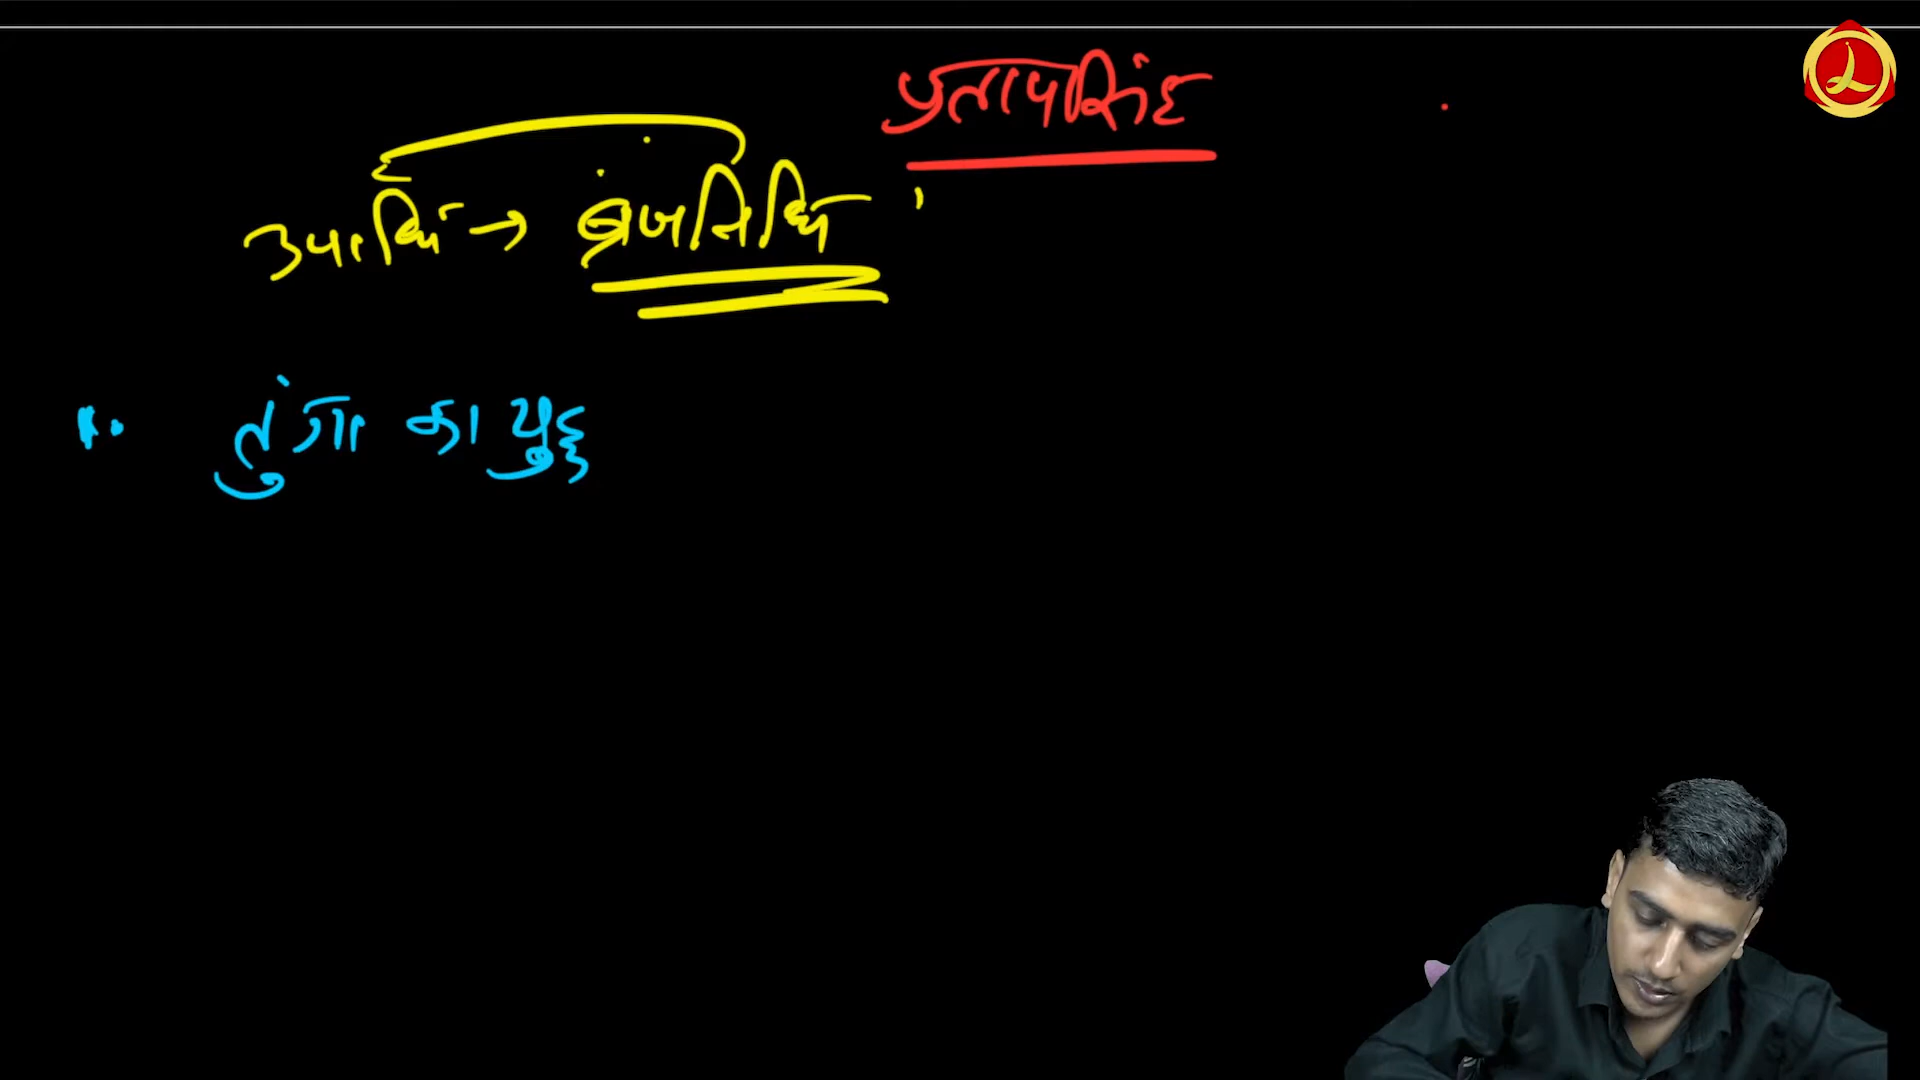 प्रतापसिंह
उपाधि → ब्रजनिधि
तुंगा का युद्ध